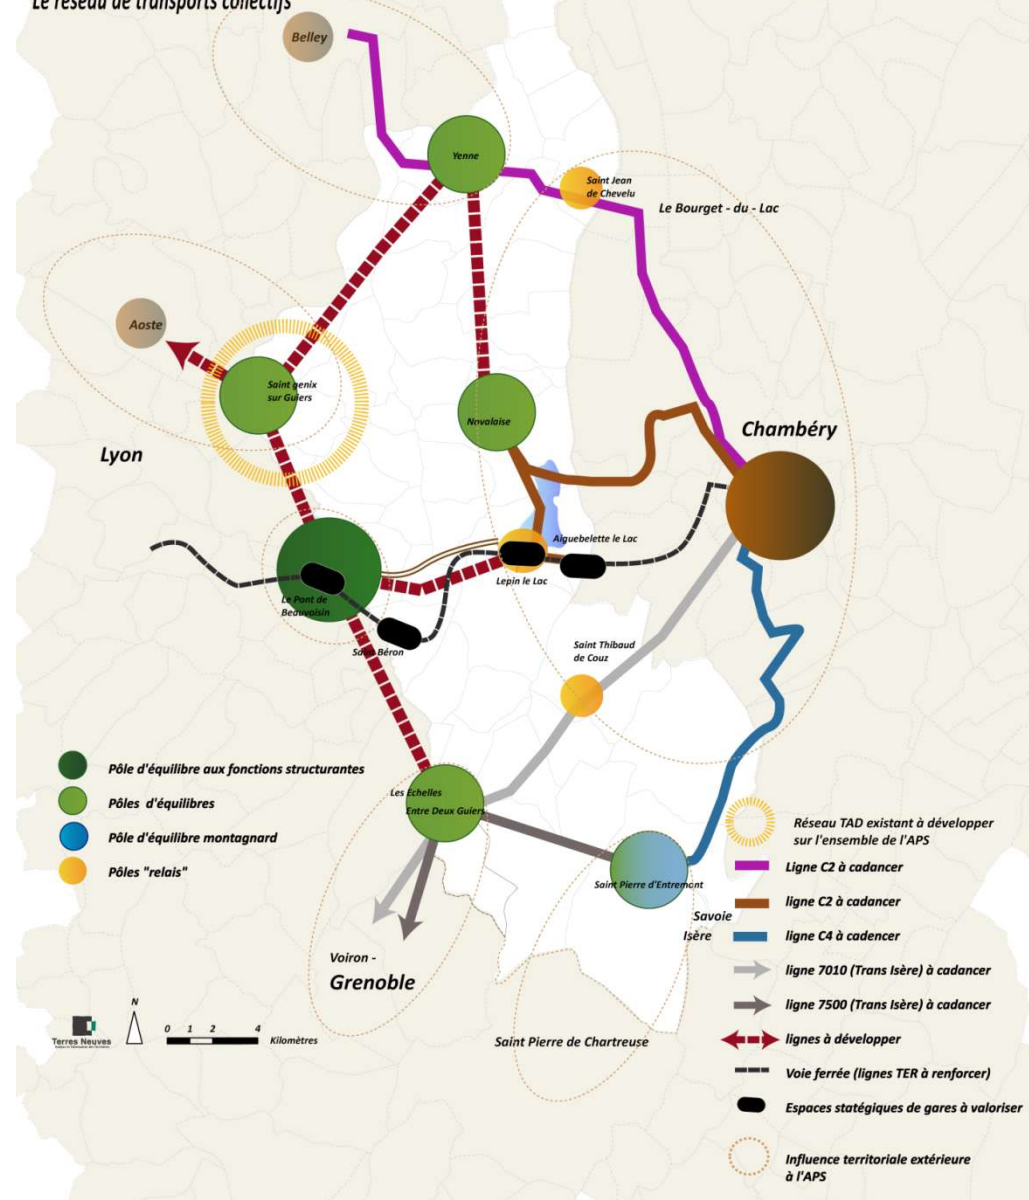 Le réseau de transports collectifs
Belley
Yenne
Saint Jean
de Chevelu
Le Bourget - du - Lac
Aoste
Saint genix
sur Guiers
Novalaise
Lyon
Chambéry
Aiguebelette le Lac
Lepin le Lac
Le Pont de
Beauvoisin
Saint Béron
Saint Thibaud
de Couz
Les Echelles
Entre Deux Guiers
Saint Pierre d'Entremont
Savoie
Isère
Voiron -
Grenoble
Saint Pierre de Chartreuse
Pôle d'équilibre aux fonctions structurantes
Pôles d'équilibres
Pôle d'équilibre montagnard
Pôles "relais"
Réseau TAD existant à développer
sur l'ensemble de l'APS
Ligne C2 à cadancer
ligne C2 à cadancer
ligne C4 à cadencer
ligne 7010 (Trans Isère) à cadancer
ligne 7500 (Trans Isère) à cadancer
lignes à développer
Voie ferrée (lignes TER à renforcer)
Espaces statégiques de gares à valoriser
Influence territoriale extérieure
à l'APS
Terres Neuves
N
0 1 2 4
Kilomètres